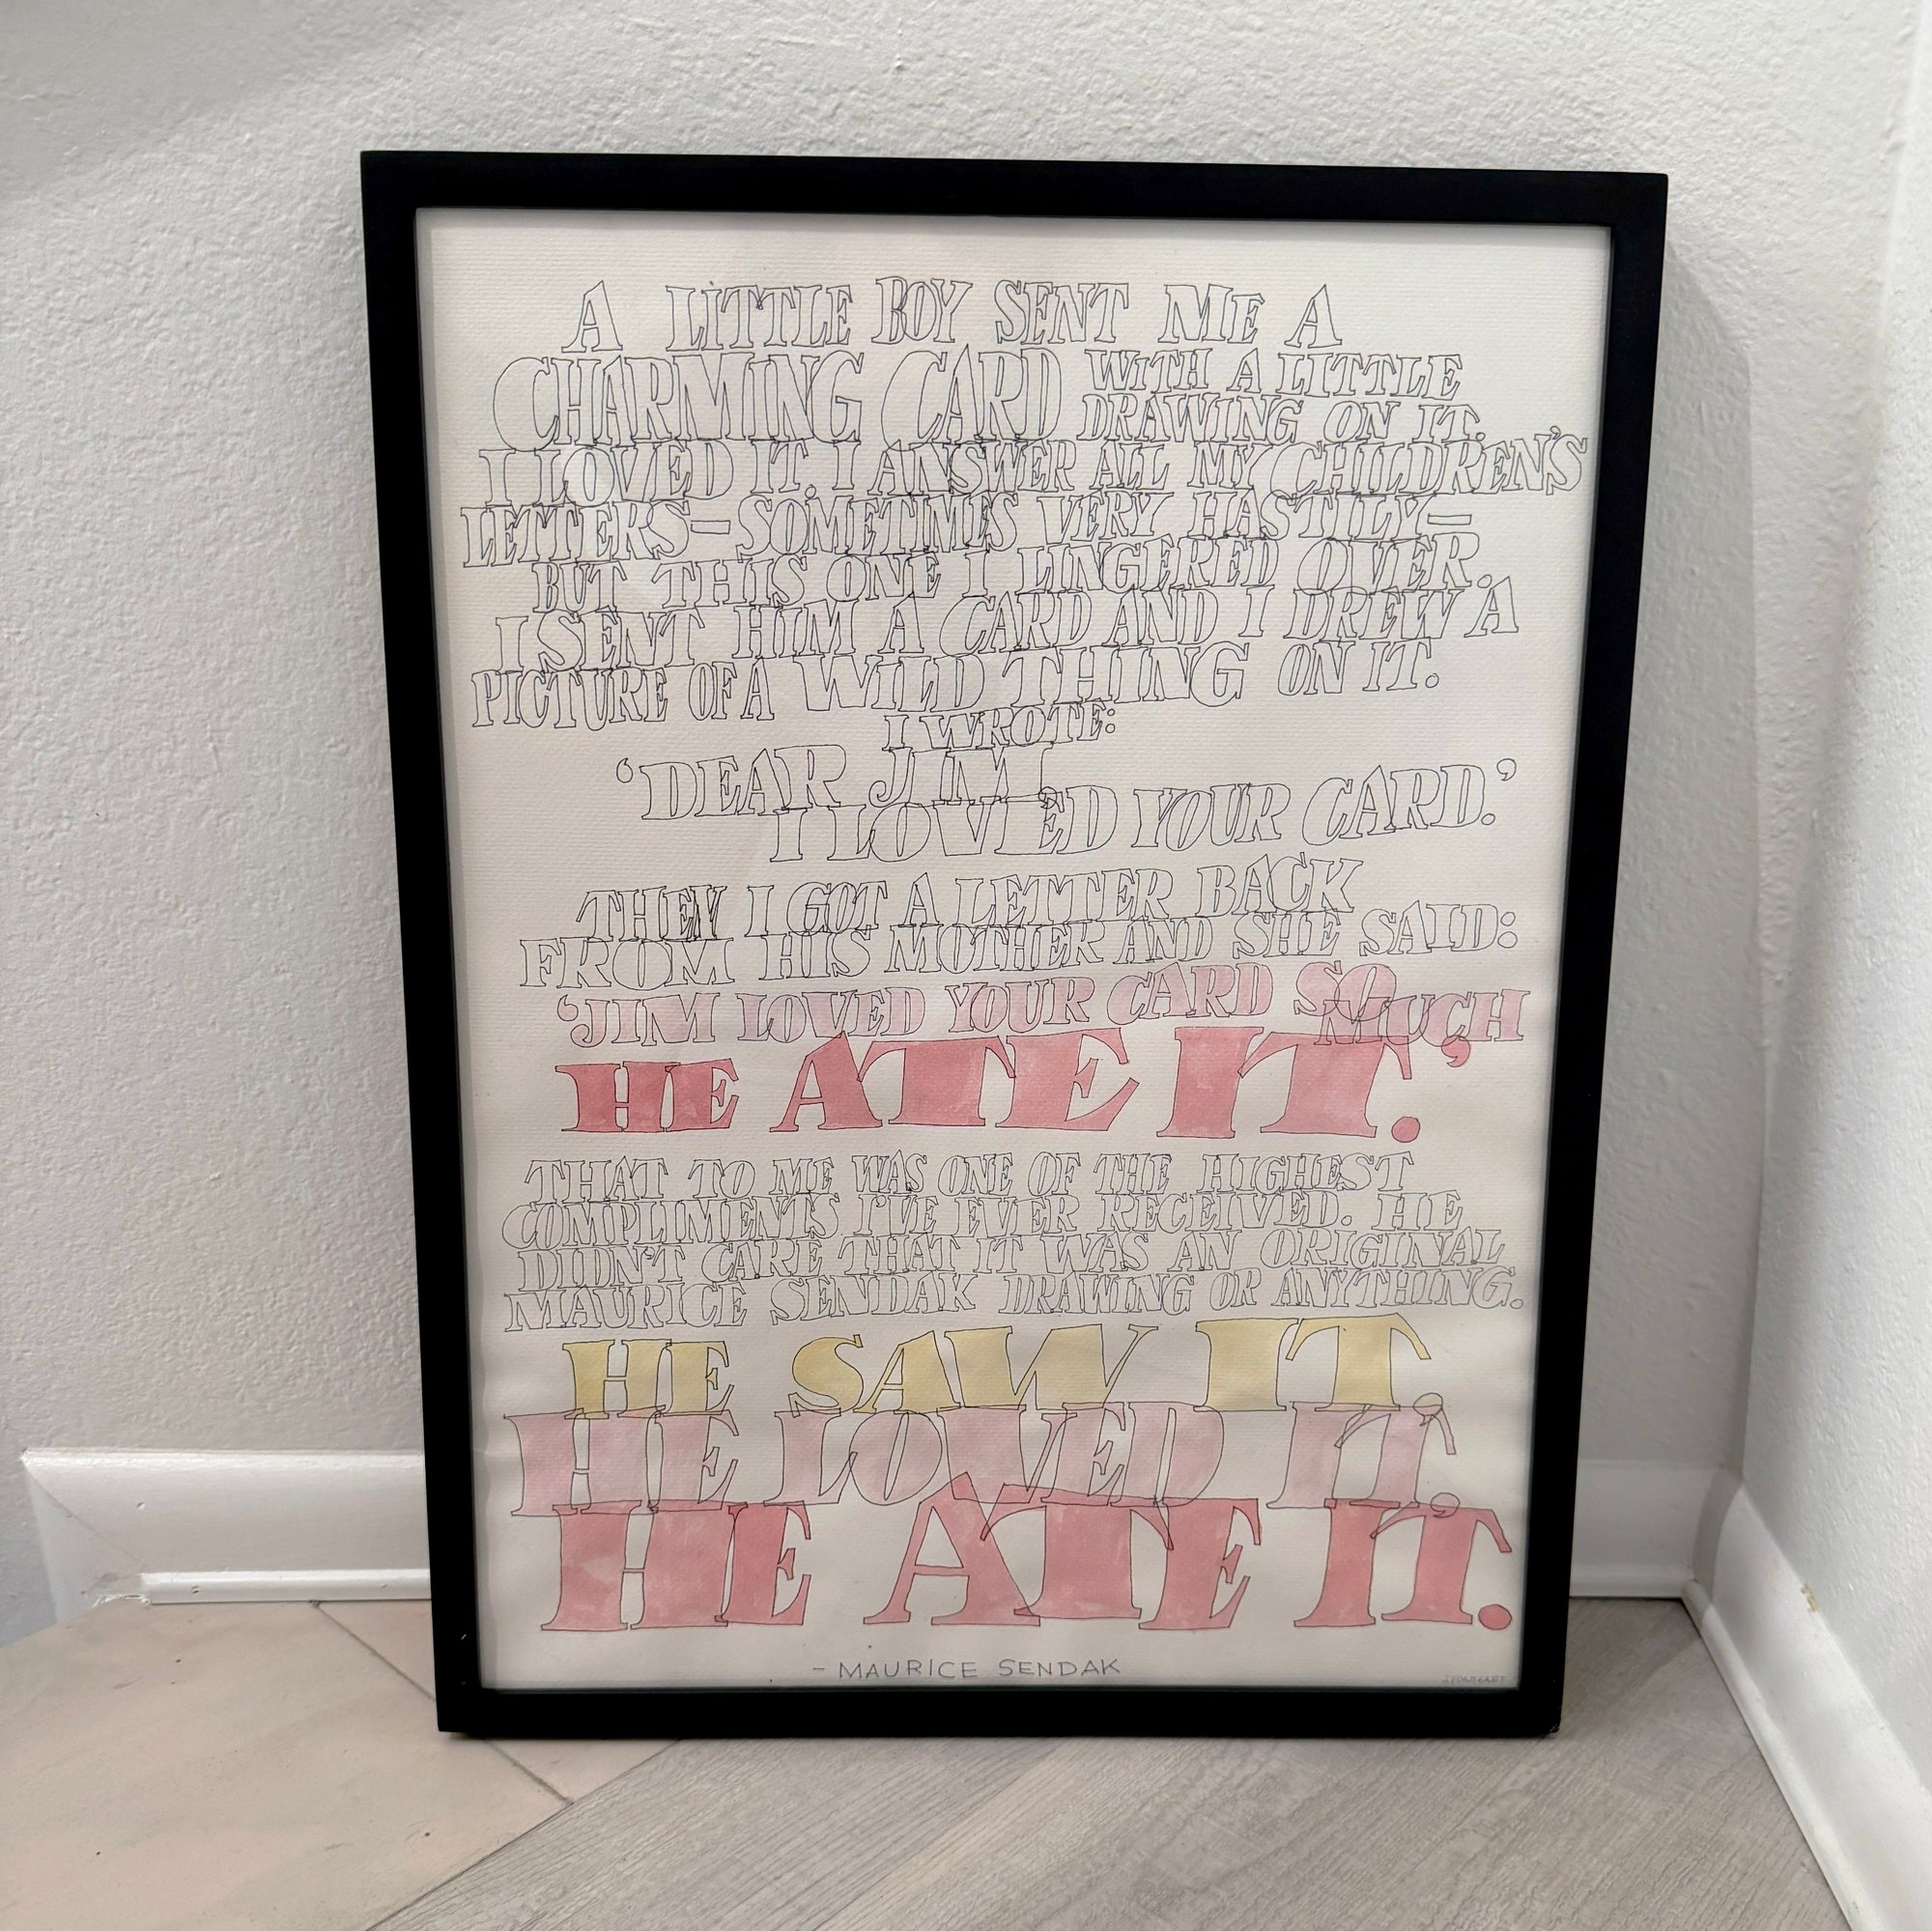 A LITTLE BOY SENT ME A
CHARMING CARD WITH A LITTLE
DRAWING ON IT.
I LOVED IT. I ANSWER ALL MY CHILDREN'S
LETTERS—SOMETIMES VERY HASTILY—
BUT THIS ONE I LINGERED OVER.
I SENT HIM A CARD AND I DREW A
PICTURE OF A WILD THING ON IT.
I WROTE:
'DEAR JIM,
I LOVED YOUR CARD.'
THEN I GOT A LETTER BACK
FROM HIS MOTHER AND SHE SAID:
'JIM LOVED YOUR CARD SO
MUCH
HE ATE IT.'
THAT TO ME WAS ONE OF THE HIGHEST
COMPLIMENTS I'VE EVER RECEIVED. HE
DIDN'T CARE THAT IT WAS AN ORIGINAL
MAURICE SENDAK DRAWING OR ANYTHING.
HE SAW IT,
HE LOVED IT,
HE ATE IT.
- MAURICE SENDAK